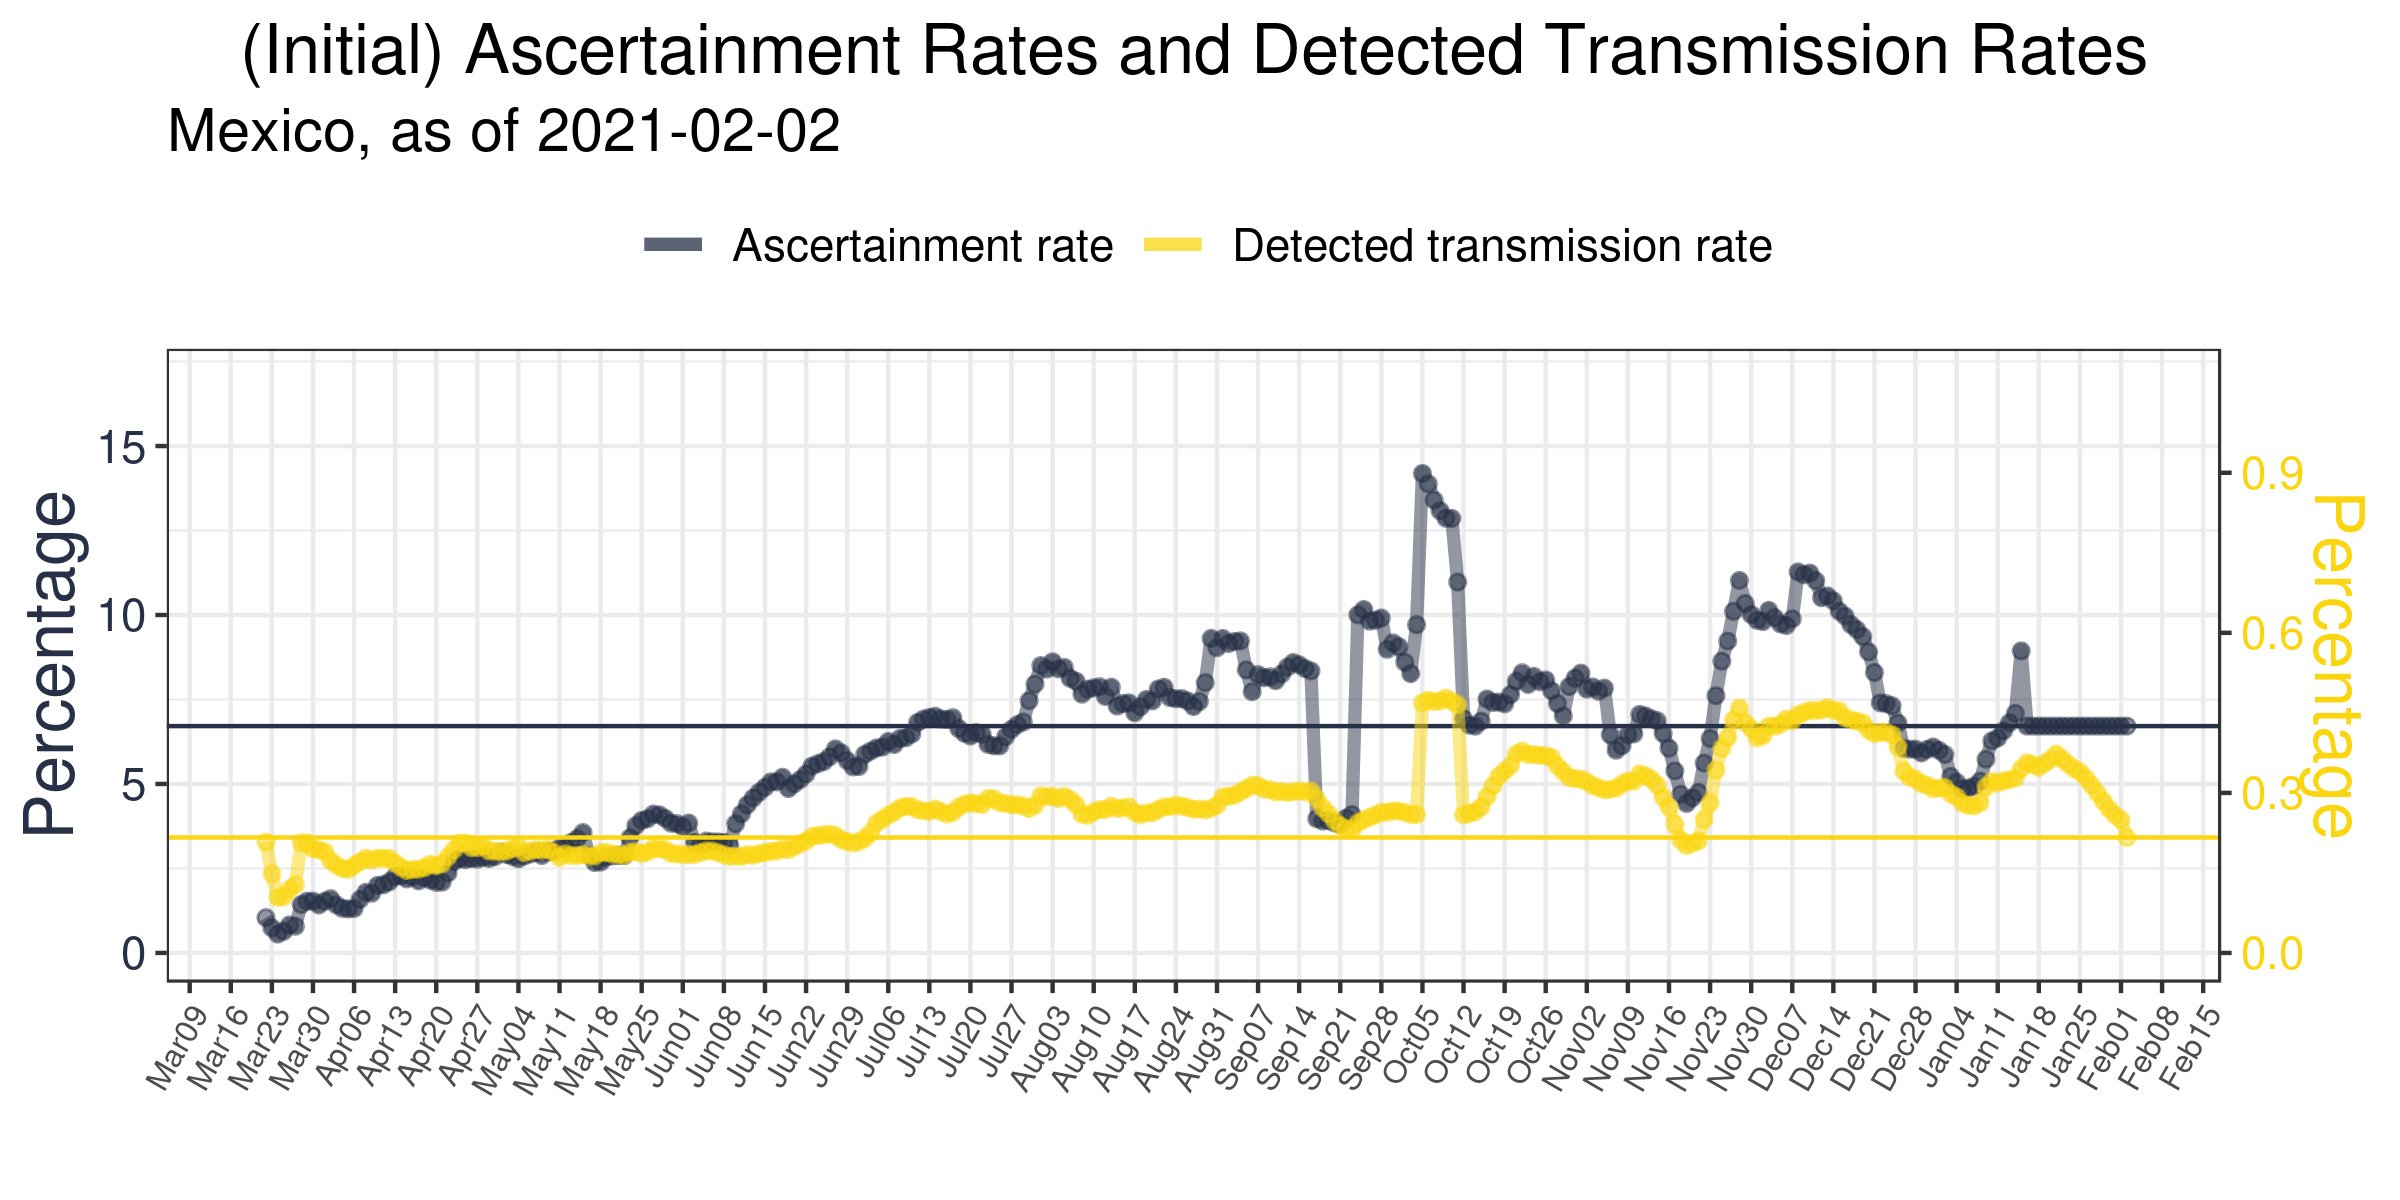 (Initial) Ascertainment Rates and Detected Transmission Rates
Mexico, as of 2021-02-02
Ascertainment rate
Detected transmission rate
Percentage
15
10
5
0
0.9
0.6
0.3
0.0
Percentage
Mar09
Mar16
Mar23
Mar30
Apr06
Apr13
Apr20
Apr27
May04
May11
May18
May25
Jun01
Jun08
Jun15
Jun22
Jun29
Jul06
Jul13
Jul20
Jul27
Aug03
Aug10
Aug17
Aug24
Aug31
Sep07
Sep14
Sep21
Sep28
Oct05
Oct12
Oct19
Oct26
Nov02
Nov09
Nov16
Nov23
Nov30
Dec07
Dec14
Dec21
Dec28
Jan04
Jan11
Jan18
Jan25
Feb01
Feb08
Feb15